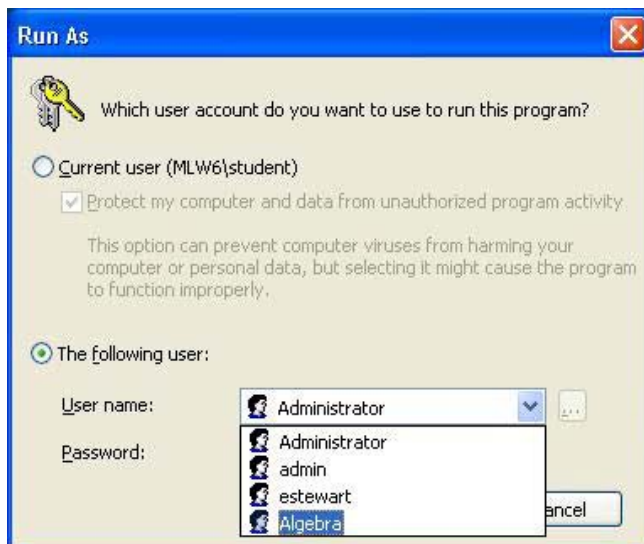 Run As
Which user account do you want to use to run this program?
Current user (MLW6\student)
Protect my computer and data from unauthorized program activity
This option can prevent computer viruses from harming your
computer or personal data, but selecting it might cause the program
to function improperly.
The following user:
User name:
Administrator
...
Password:
Administrator
admin
estewart
Algebra
ancel